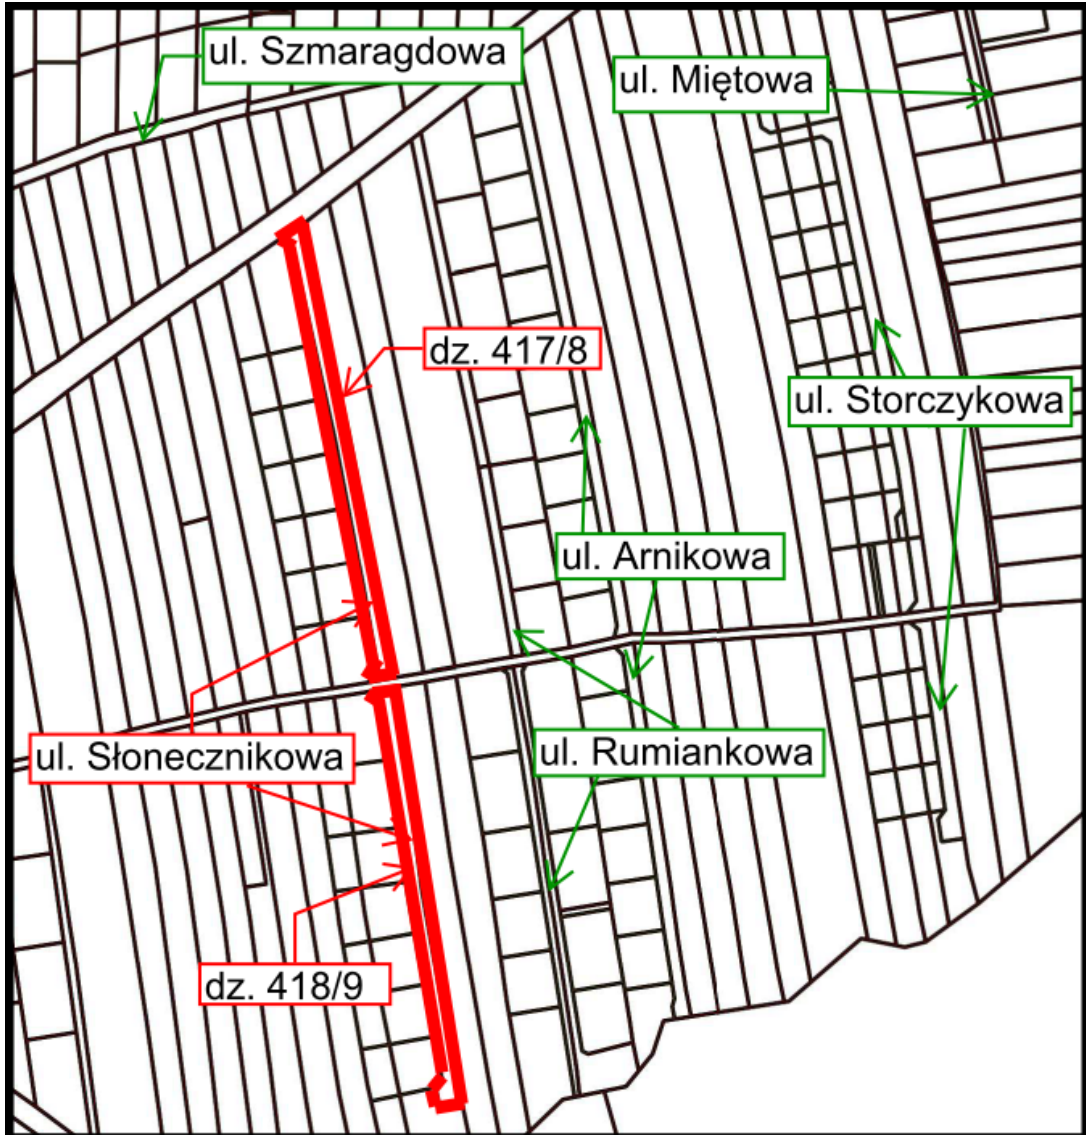 ul. Szmaragdowa
ul. Miętowa
dz. 417/8
ul. Storczykowa
ul. Arnikowa
ul. Słonecznikowa
ul. Rumiankowa
dz. 418/9